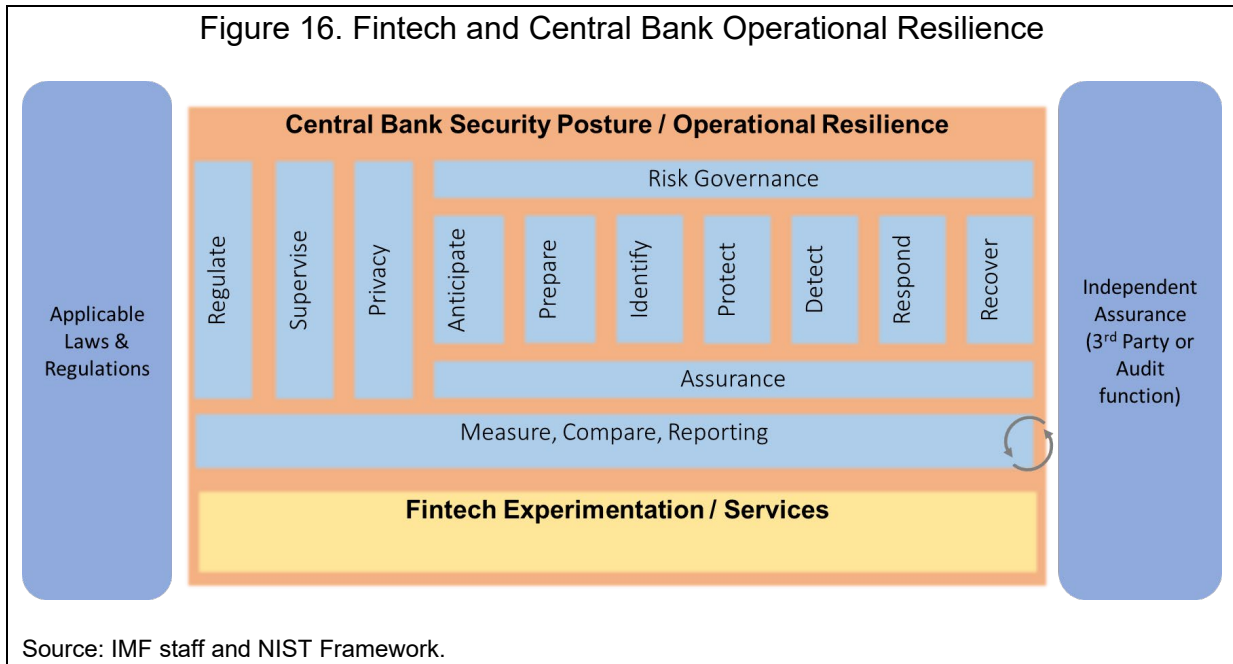 Figure 16. Fintech and Central Bank Operational Resilience
Applicable
Laws &
Regulations
Central Bank Security Posture / Operational Resilience
Regulate
Supervise
Privacy
Risk Governance
Anticipate
Prepare
Identify
Protect
Detect
Respond
Recover
Assurance
Measure, Compare, Reporting
Fintech Experimentation / Services
Independent
Assurance
(3rd Party or
Audit
function)
Source: IMF staff and NIST Framework.